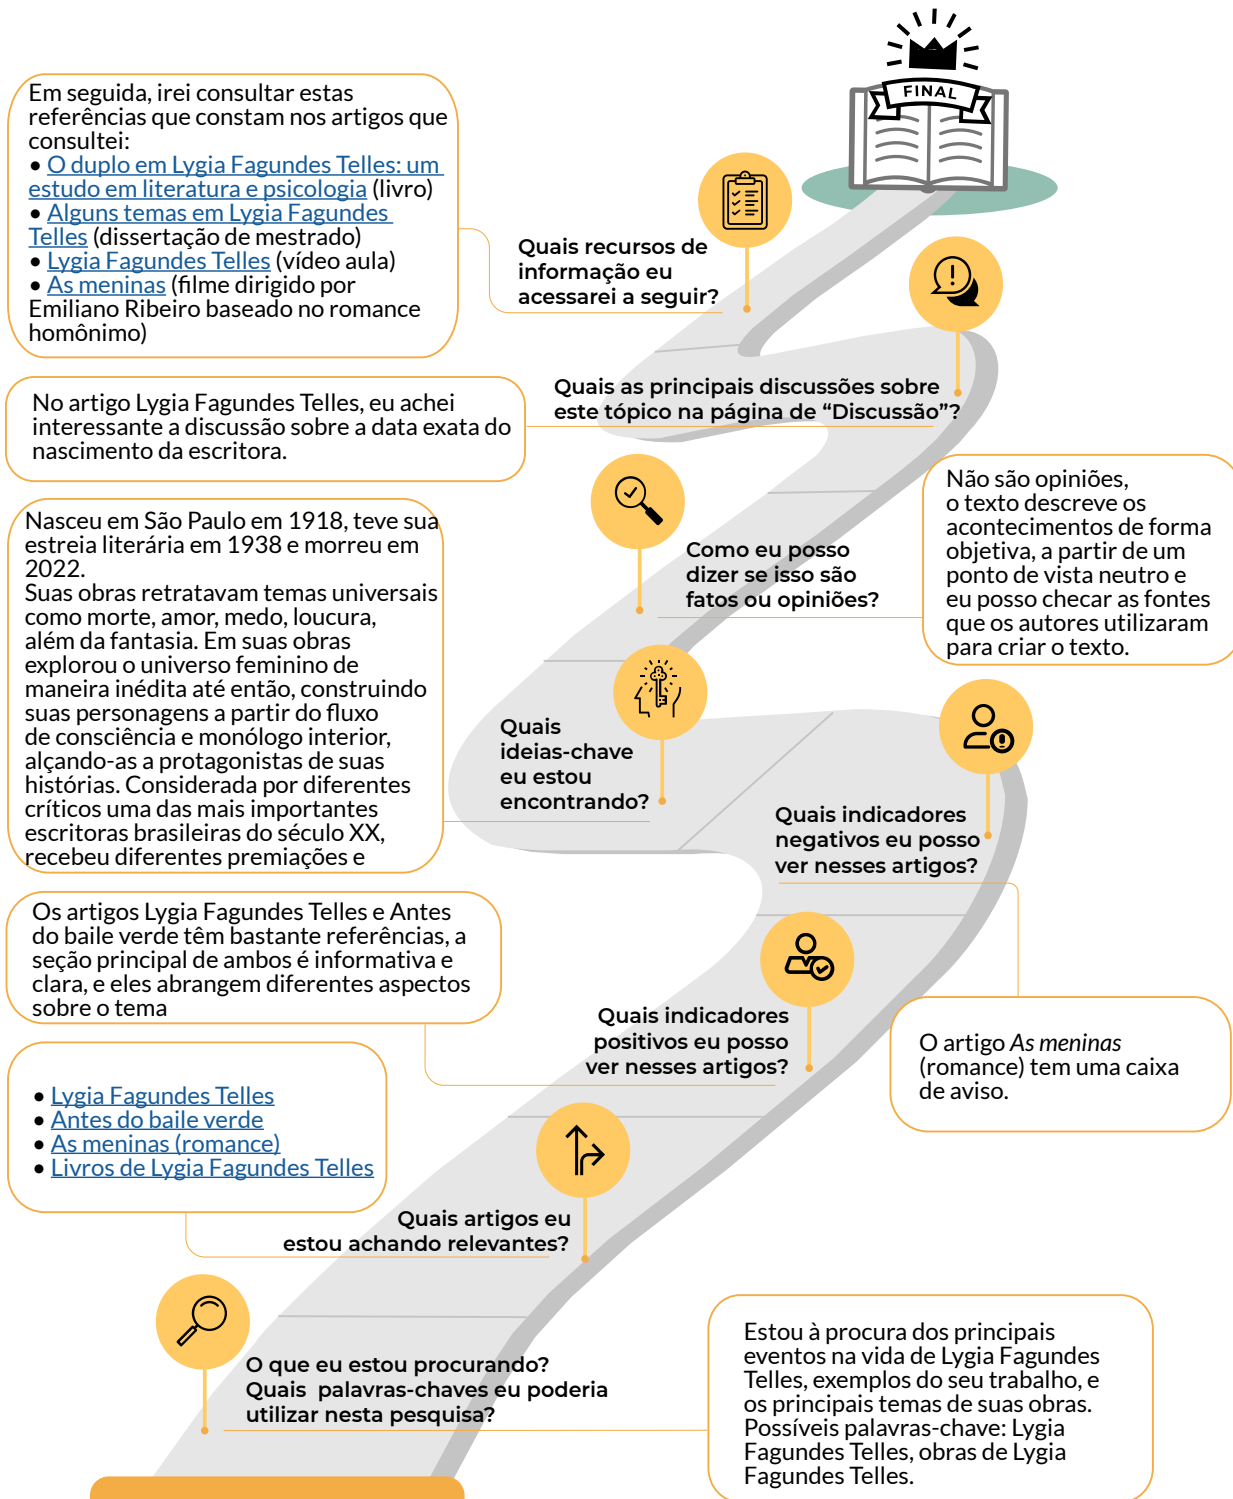 FINAL
Em seguida, irei consultar estas
referências que constam nos artigos que
consultei:
• O duplo em Lygia Fagundes Telles: um
estudo em literatura e psicologia (livro)
• Alguns temas em Lygia Fagundes
Telles (dissertação de mestrado)
• Lygia Fagundes Telles (vídeo aula)
• As meninas (filme dirigido por
Emiliano Ribeiro baseado no romance
homônimo)
Quais recursos de
informação eu
acessarei a seguir?
Quais as principais discussões sobre
este tópico na página de “Discussão”?
No artigo Lygia Fagundes Telles, eu achei
interessante a discussão sobre a data exata do
nascimento da escritora.
Como eu posso
dizer se isso são
fatos ou opiniões?
Não são opiniões,
o texto descreve os
acontecimentos de forma
objetiva, a partir de um
ponto de vista neutro e
eu posso checar as fontes
que os autores utilizaram
para criar o texto.
Nasceu em São Paulo em 1918, teve sua
estreia literária em 1938 e morreu em
2022.
Suas obras retratavam temas universais
como morte, amor, medo, loucura,
além da fantasia. Em suas obras
explorou o universo feminino de
maneira inédita até então, construindo
suas personagens a partir do fluxo
de consciência e monólogo interior,
alçando-as a protagonistas de suas
histórias. Considerada por diferentes
críticos uma das mais importantes
escritoras brasileiras do século XX,
recebeu diferentes premiações e
Quais
ideias-chave
eu estou
encontrando?
Quais indicadores
negativos eu posso
ver nesses artigos?
O artigo As meninas
(romance) tem uma caixa
de aviso.
Os artigos Lygia Fagundes Telles e Antes
do baile verde têm bastante referências, a
seção principal de ambos é informativa e
clara, e eles abrangem diferentes aspectos
sobre o tema
Quais indicadores
positivos eu posso
ver nesses artigos?
• Lygia Fagundes Telles
• Antes do baile verde
• As meninas (romance)
• Livros de Lygia Fagundes Telles
Quais artigos eu
estou achando relevantes?
O que eu estou procurando?
Quais palavras-chaves eu poderia
utilizar nesta pesquisa?
Estou à procura dos principais
eventos na vida de Lygia Fagundes
Telles, exemplos do seu trabalho, e
os principais temas de suas obras.
Possíveis palavras-chave: Lygia
Fagundes Telles, obras de Lygia
Fagundes Telles.